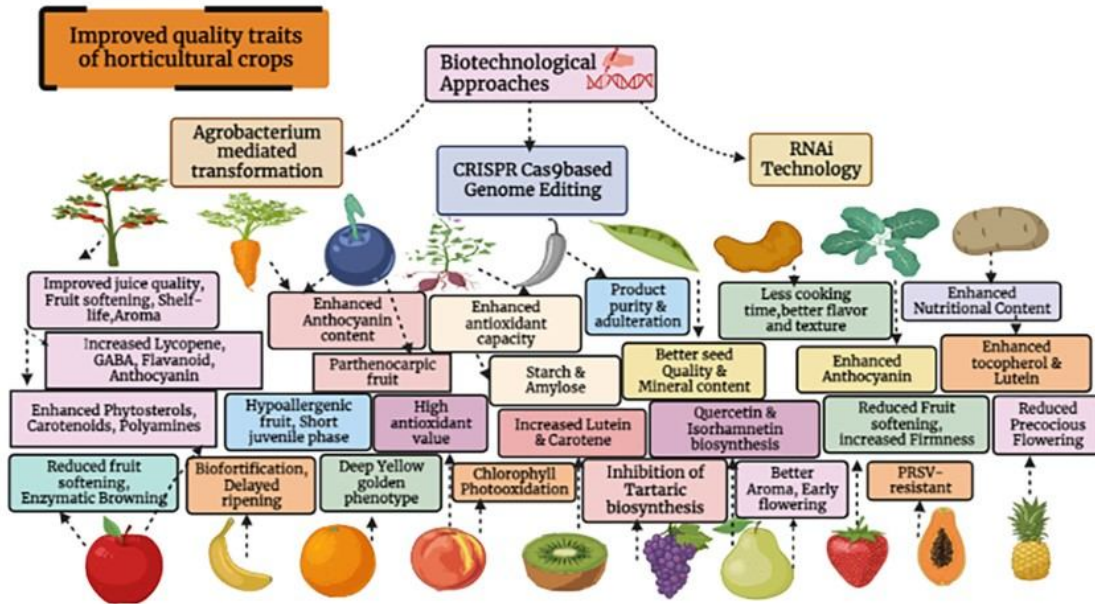 Improved quality traits
of horticultural crops
Biotechnological
Approaches
Agrobacterium
mediated
transformation
CRISPR Cas9based
Genome Editing
RNAi
Technology
Improved juice quality,
Fruit softening, Shelf-
life,Aroma
Enhanced
Anthocyanin
content
Enhanced
antioxidant
capacity
Product
purity &
adulteration
Less cooking
time,better flavor
and texture
Enhanced
Nutritional Content
Increased Lycopene,
GABA, Flavanoid,
Anthocyanin
Parthenocarpic
fruit
Starch &
Amylose
Better seed
Quality &
Mineral content
Enhanced
Anthocyanin
Enhanced
tocopherol &
Lutein
Enhanced Phytosterols,
Carotenoids, Polyamines
Hypoallergenic
fruit, Short
juvenile phase
High
antioxidant
value
Increased Lutein
& Carotene
Quercetin &
Isorhamnetin
biosynthesis
Reduced Fruit
softening,
increased Firmness
Reduced
Precocious
Flowering
Reduced fruit
softening,
Enzymatic Browning
Biofortification,
Delayed
ripening
Deep Yellow
golden
phenotype
Chlorophyll
Photooxidation
Inhibition of
Tartaric
biosynthesis
Better
Aroma, Early
flowering
PRSV-
resistant